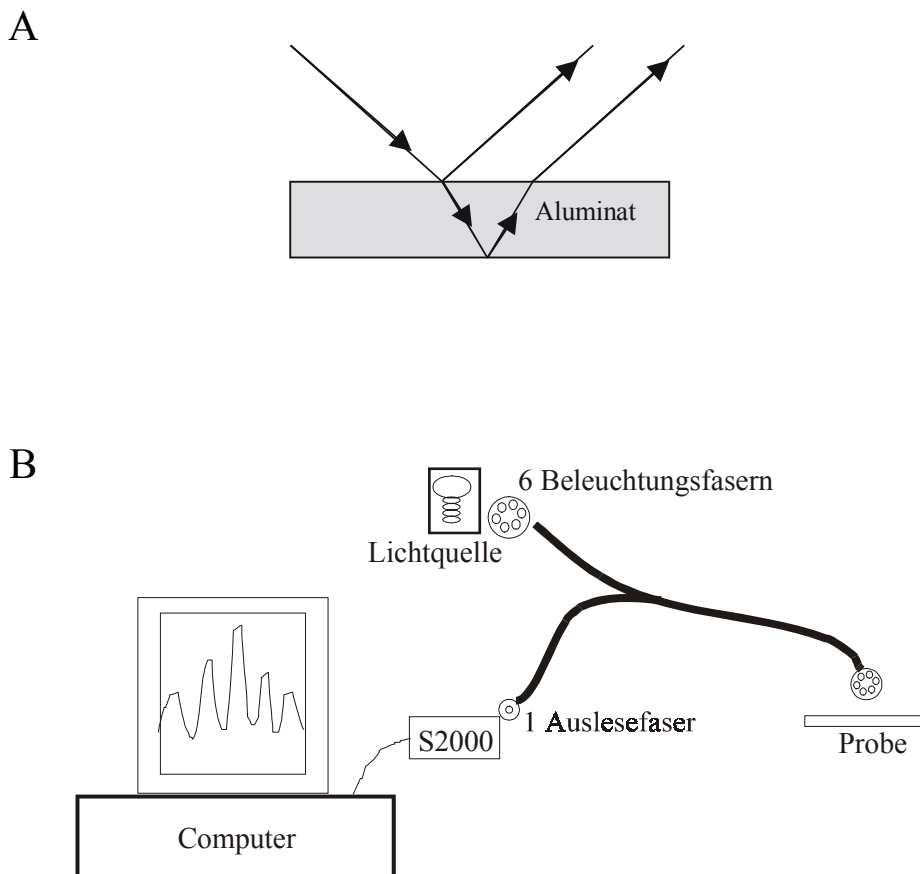 A
Aluminat
B
6 Beleuchtungsfasern
Lichtquelle
1 Auslesefaser
S2000
Probe
Computer